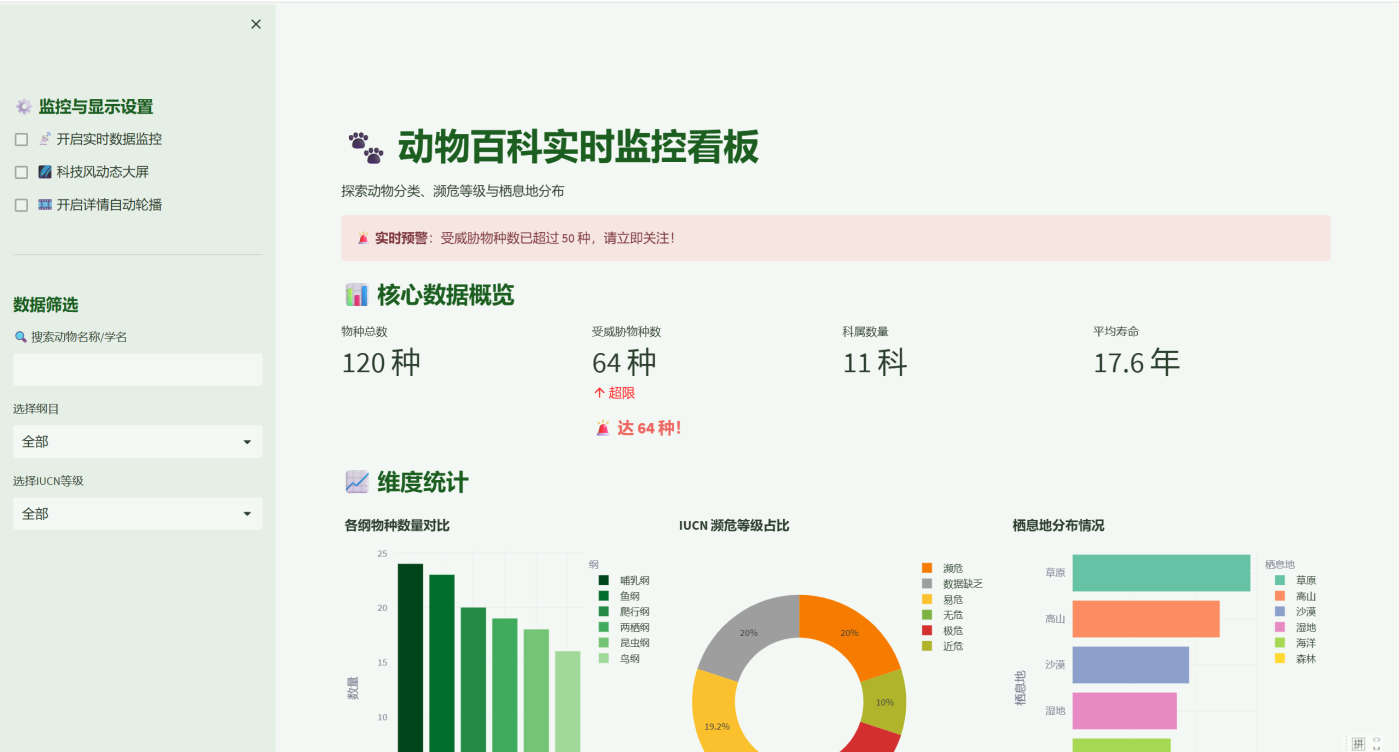 监控与显示设置
开启实时数据监控
科技风动态大屏
开启详情自动轮播
数据筛选
搜索动物名称/学名
选择纲目
全部
选择IUCN等级
全部
动物百科实时监控看板
探索动物分类、濒危等级与栖息地分布
实时预警：受威胁物种数已超过 50 种，请立即关注！
核心数据概览
物种总数
120 种
受威胁物种数
64 种
↑ 超限
达 64 种！
科属数量
11 科
平均寿命
17.6 年
维度统计
各纲物种数量对比
25
20
15
10
数量
纲
哺乳纲
鱼纲
爬行纲
两栖纲
昆虫纲
鸟纲
IUCN 濒危等级占比
20%
20%
10%
19.2%
濒危
数据缺乏
易危
无危
极危
近危
栖息地分布情况
草原
高山
沙漠
湿地
栖息地
栖息地
草原
高山
沙漠
湿地
海洋
森林
拼